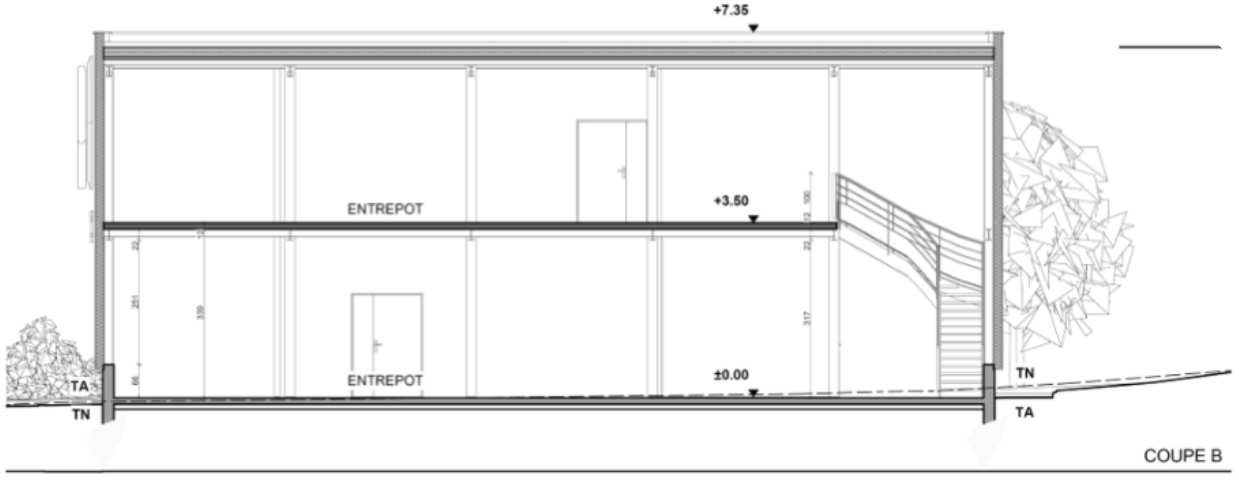 +7.35
ENTREPOT
+3.50
12 100
12
22
22
251
339
317
ENTREPOT
±0.00
66
TA
TN
TN
TA
COUPE B